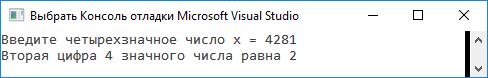 Выбрать Консоль отладки Microsoft Visual Studio
Введите четырехзначное число x = 4281
Вторая цифра 4 значного числа равна 2